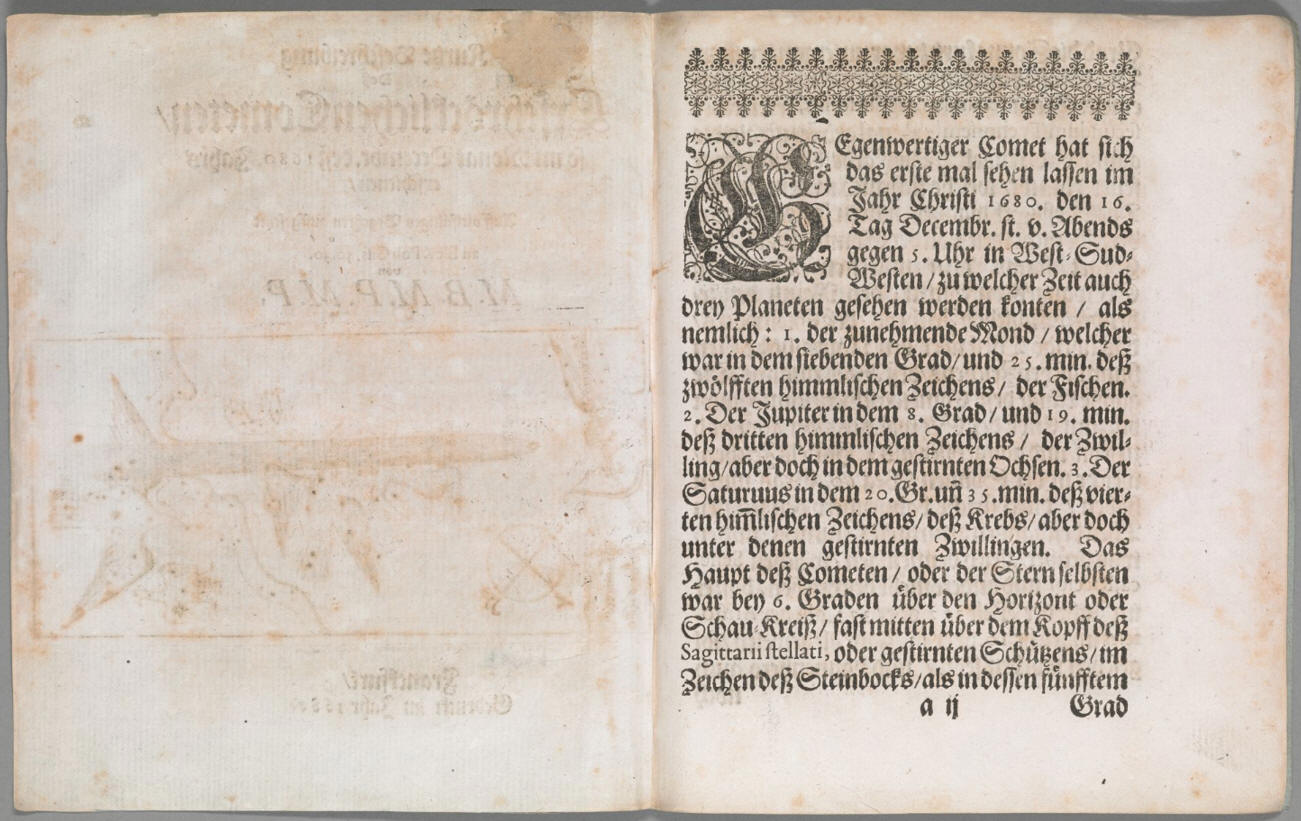 GEgenwertiger Comet hat sich
das erste mal sehen lassen im
Jahr Christi 1680. den 16.
Tag Decembr. st. v. Abends
gegen 5. Uhr in West-Sud-
Westen / zu welcher Zeit auch
drey Planeten gesehen werden konten / als
nemlich : 1. der zunehmende Mond / welcher
war in dem siebenden Grad / und 25. min. deß
zwölfften himmlischen Zeichens / der Fischen.
2. Der Jupiter in dem 8. Grad / und 19. min.
deß dritten himmlischen Zeichens / der Zwil-
ling / aber doch in dem gestirnten Ochsen. 3. Der
Saturuus in dem 20. Gr. uñ 35. min. deß vier-
ten him̃lischen Zeichens / deß Krebs / aber doch
unter denen gestirnten Zwillingen. Das
Haupt deß Cometen / oder der Stern selbsten
war bey 6. Graden über den Horizont oder
Schau-Kreiß / fast mitten über dem Kopff deß
Sagittarii stellati, oder gestirnten Schützens / im
Zeichen deß Steinbocks / als in dessen fünfftem
a ij Grad